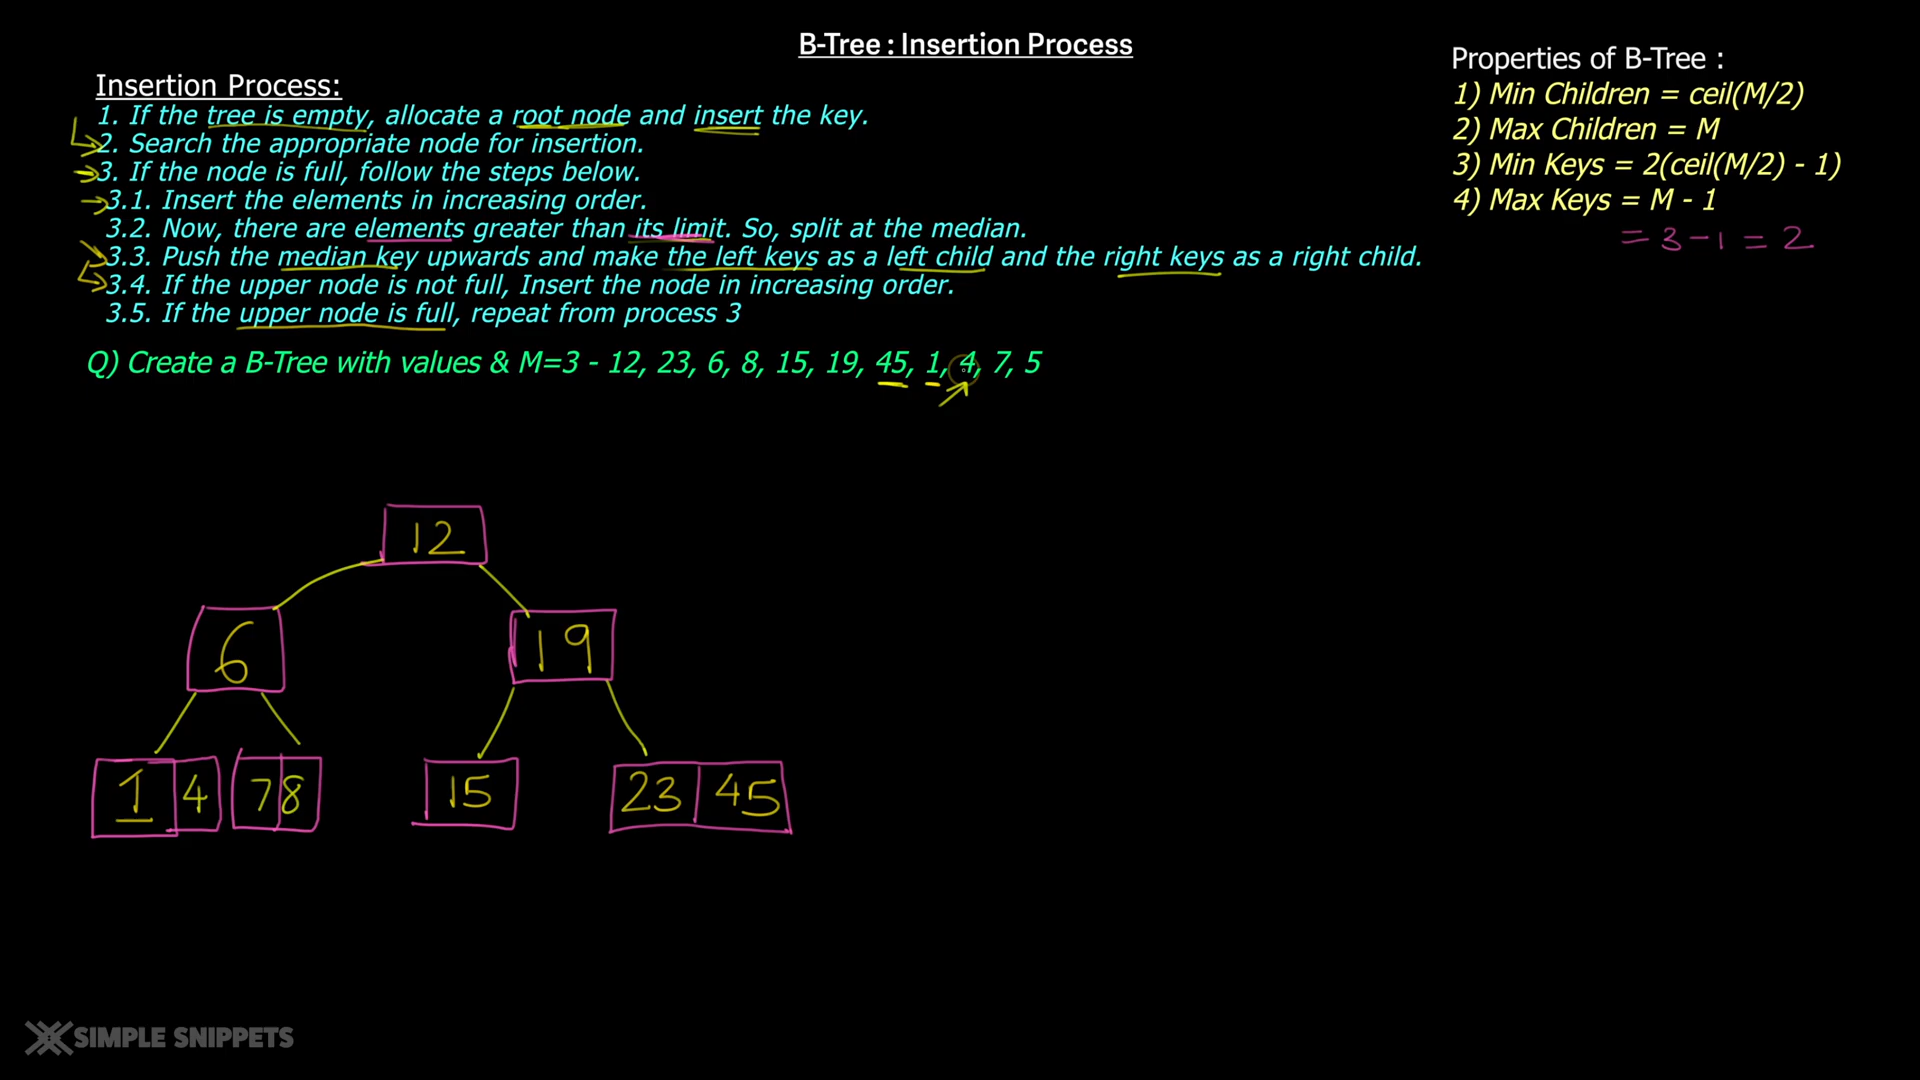 B-Tree : Insertion Process
Insertion Process:
1. If the tree is empty, allocate a root node and insert the key.
2. Search the appropriate node for insertion.
3. If the node is full, follow the steps below.
3.1. Insert the elements in increasing order.
3.2. Now, there are elements greater than its limit. So, split at the median.
3.3. Push the median key upwards and make the left keys as a left child and the right keys as a right child.
3.4. If the upper node is not full, Insert the node in increasing order.
3.5. If the upper node is full, repeat from process 3
Properties of B-Tree :
1) Min Children = ceil(M/2)
2) Max Children = M
3) Min Keys = 2(ceil(M/2) - 1)
4) Max Keys = M - 1
= 3 - 1 = 2
Q) Create a B-Tree with values & M=3 - 12, 23, 6, 8, 15, 19, 45, 1, 4, 7, 5
12
6 19
1 4 7 8 15 23 45
SIMPLE SNIPPETS